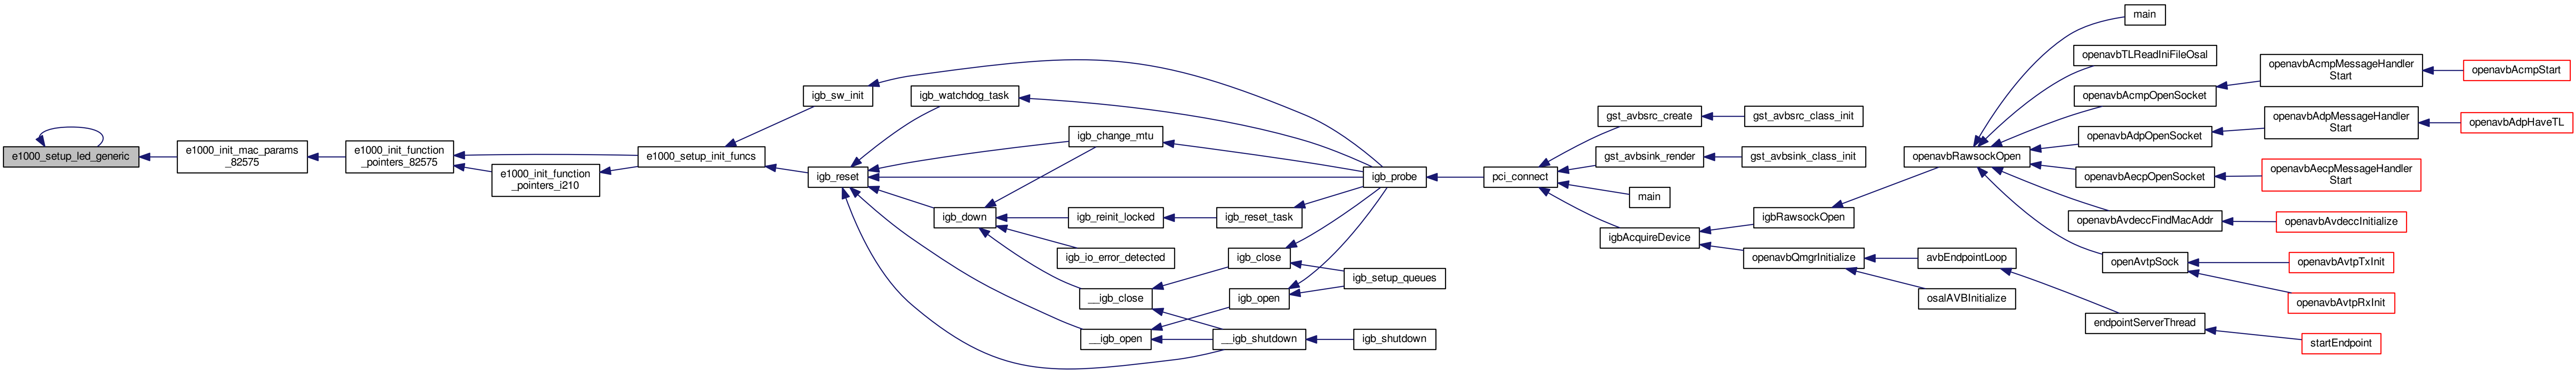 e1000_setup_led_generic
e1000_init_mac_params
_82575
e1000_init_function
_pointers_82575
e1000_init_function
_pointers_i210
e1000_setup_init_funcs
igb_sw_init
igb_reset
igb_watchdog_task
igb_change_mtu
igb_down
igb_reinit_locked
igb_reset_task
igb_io_error_detected
__igb_close
__igb_open
igb_close
igb_open
__igb_shutdown
igb_probe
igb_setup_queues
igb_shutdown
pci_connect
gst_avbsrc_create
gst_avbsrc_class_init
gst_avbsink_render
gst_avbsink_class_init
main
igbAcquireDevice
igbRawsockOpen
openavbQmgrInitialize
avbEndpointLoop
osalAVBInitialize
openavbRawsockOpen
main
openavbTLReadIniFileOsal
openavbAcmpOpenSocket
openavbAcmpMessageHandler
Start
openavbAcmpStart
openavbAdpOpenSocket
openavbAdpMessageHandler
Start
openavbAdpHaveTL
openavbAecpOpenSocket
openavbAecpMessageHandler
Start
openavbAvdeccFindMacAddr
openavbAvdeccInitialize
openAvtpSock
openavbAvtpTxInit
openavbAvtpRxInit
endpointServerThread
startEndpoint